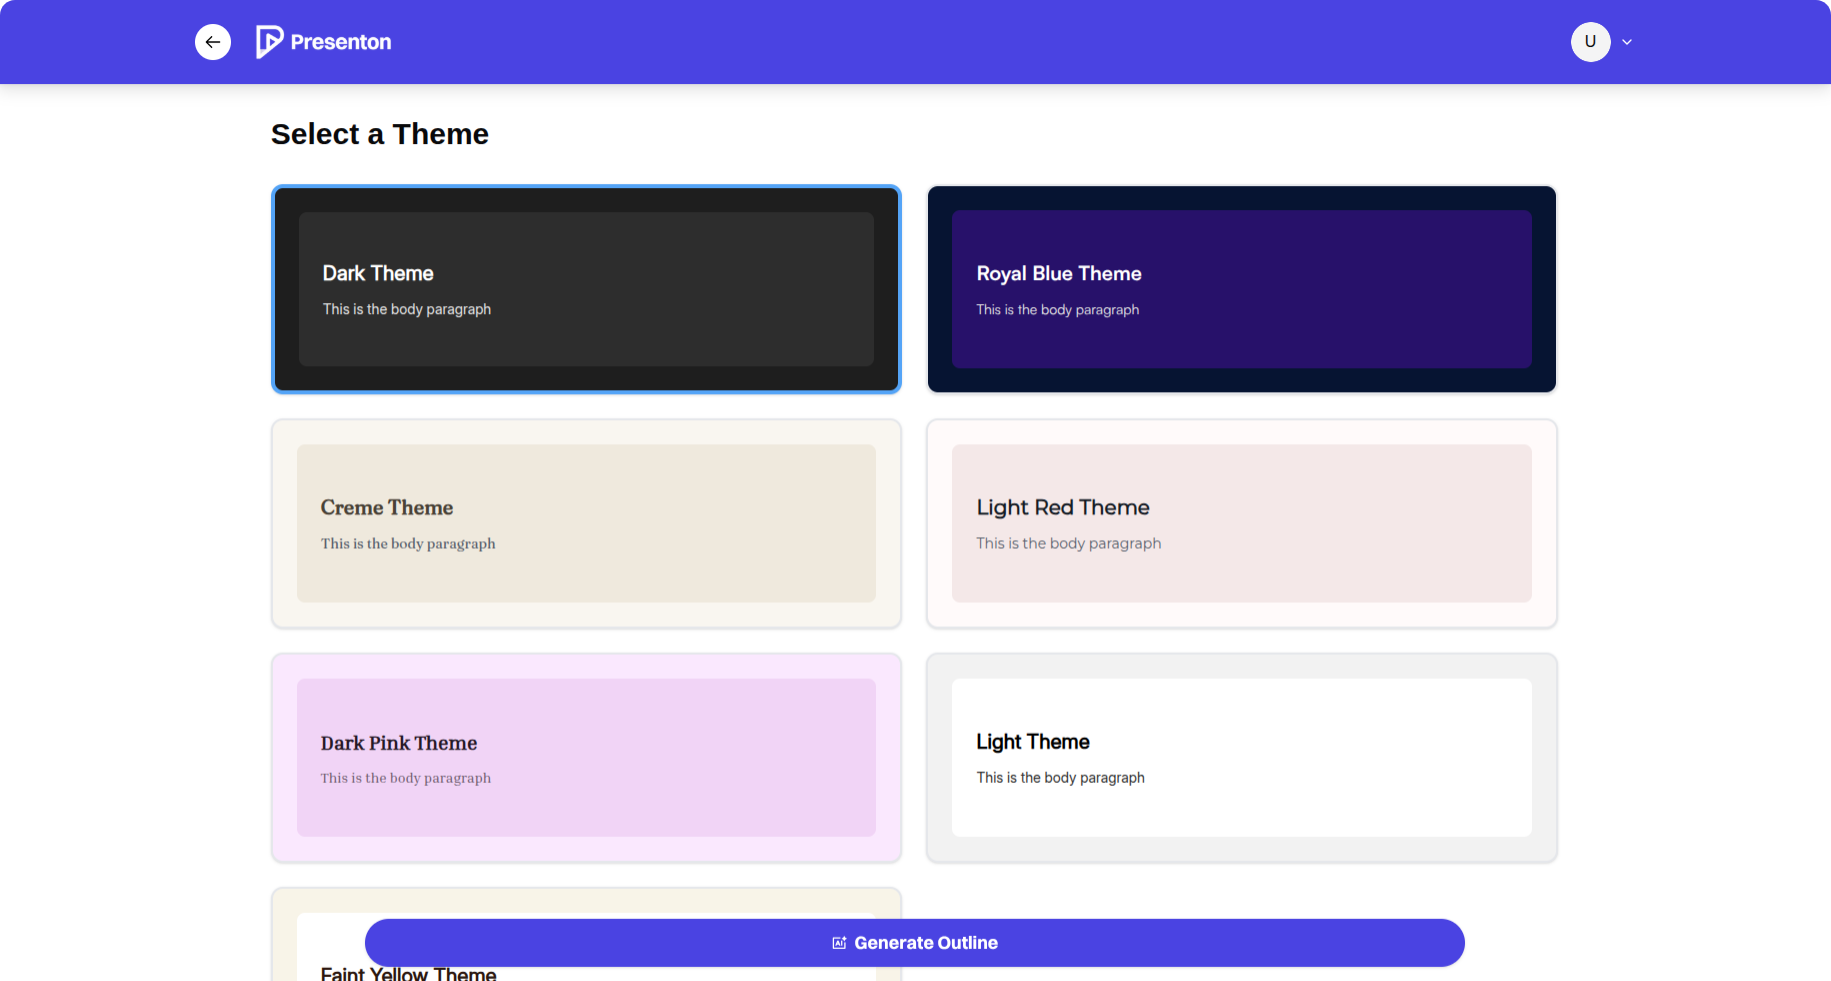 Presenton
U
Select a Theme
Dark Theme
This is the body paragraph
Royal Blue Theme
This is the body paragraph
Creme Theme
This is the body paragraph
Light Red Theme
This is the body paragraph
Dark Pink Theme
This is the body paragraph
Light Theme
This is the body paragraph
AI Generate Outline
Faint Yellow Theme